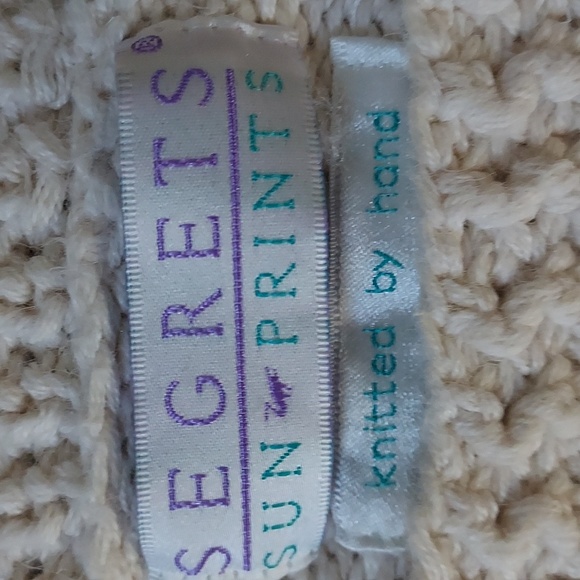 SEGRETS®
SUN PRINTS
knitted by hand